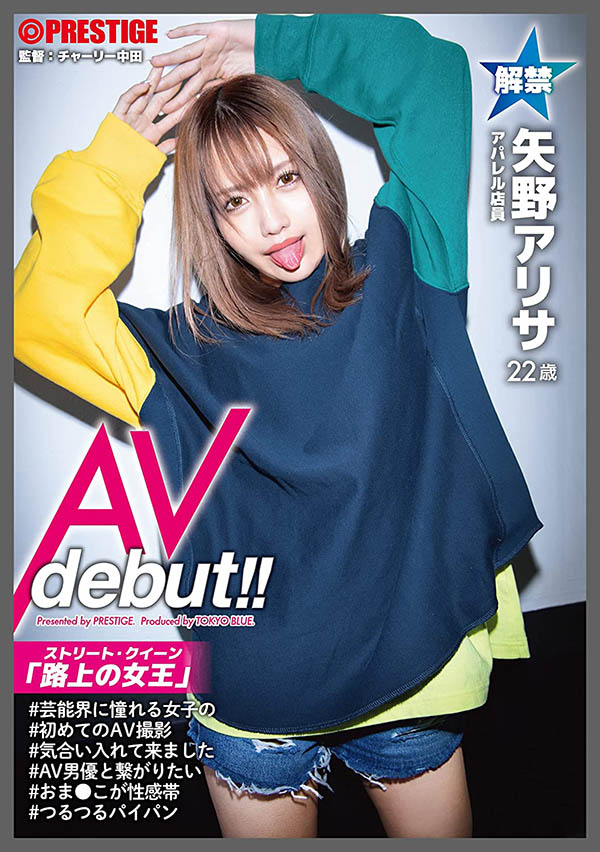 PRESTIGE
監督：チャーリー中田
解禁
矢野アリサ
アパレル店員
22歳
AV
debut!!
Presented by PRESTIGE. Produced by TOKYO BLUE.
ストリート・クイーン
「路上の女王」
#芸能界に憧れる女子の
#初めてのAV撮影
#気合い入れて来ました
#AV男優と繋がりたい
#おま●こが性感帯
#つるつるパイパン